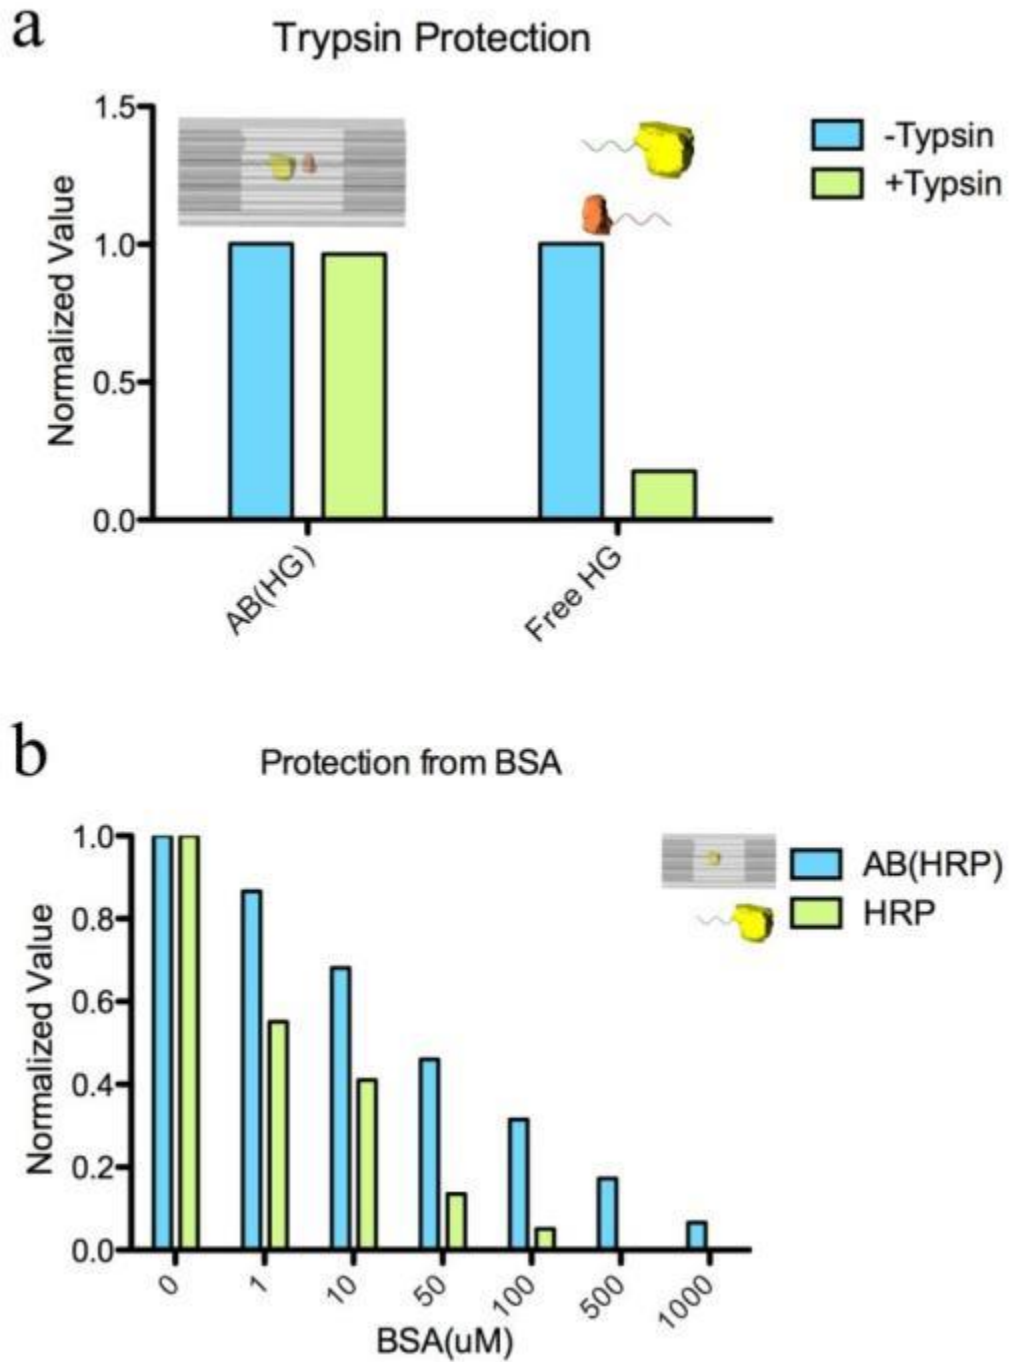 a
Trypsin Protection
1.5
1.0
0.5
0.0
Normalized Value
-Typsin
+Typsin
AB(HG)
Free HG
b
Protection from BSA
1.0
0.8
0.6
0.4
0.2
0.0
Normalized Value
AB(HRP)
HRP
0
1
10
50
100
500
1000
BSA(uM)